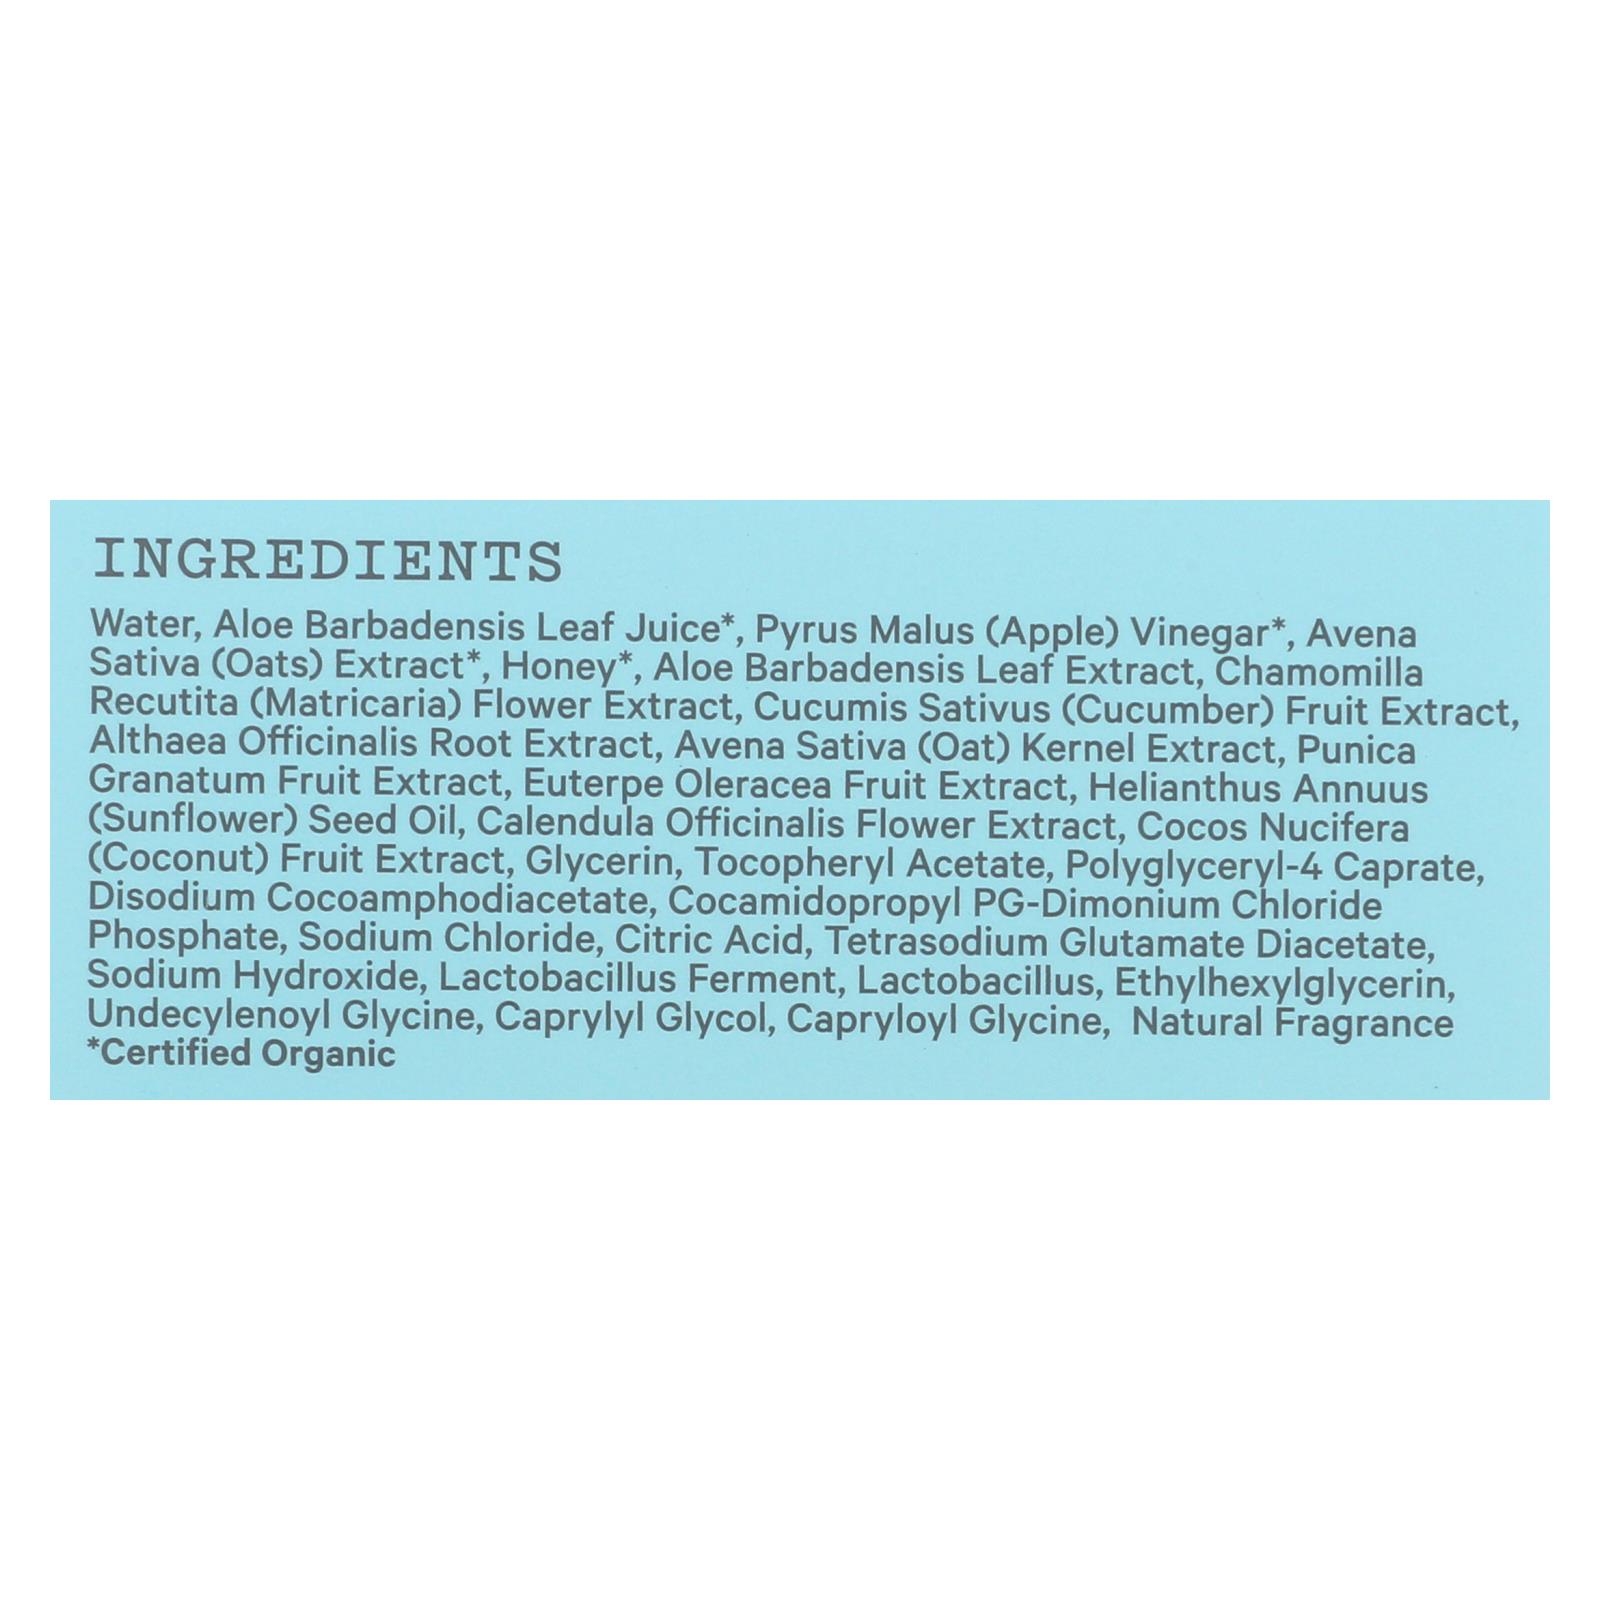 INGREDIENTS
Water, Aloe Barbadensis Leaf Juice*, Pyrus Malus (Apple) Vinegar*, Avena
Sativa (Oats) Extract*, Honey*, Aloe Barbadensis Leaf Extract, Chamomilla
Recutita (Matricaria) Flower Extract, Cucumis Sativus (Cucumber) Fruit Extract,
Althaea Officinalis Root Extract, Avena Sativa (Oat) Kernel Extract, Punica
Granatum Fruit Extract, Euterpe Oleracea Fruit Extract, Helianthus Annuus
(Sunflower) Seed Oil, Calendula Officinalis Flower Extract, Cocos Nucifera
(Coconut) Fruit Extract, Glycerin, Tocopheryl Acetate, Polyglyceryl-4 Caprate,
Disodium Cocoamphodiacetate, Cocamidopropyl PG-Dimonium Chloride
Phosphate, Sodium Chloride, Citric Acid, Tetrasodium Glutamate Diacetate,
Sodium Hydroxide, Lactobacillus Ferment, Lactobacillus, Ethylhexylglycerin,
Undecylenoyl Glycine, Caprylyl Glycol, Capryloyl Glycine,  Natural Fragrance
*Certified Organic